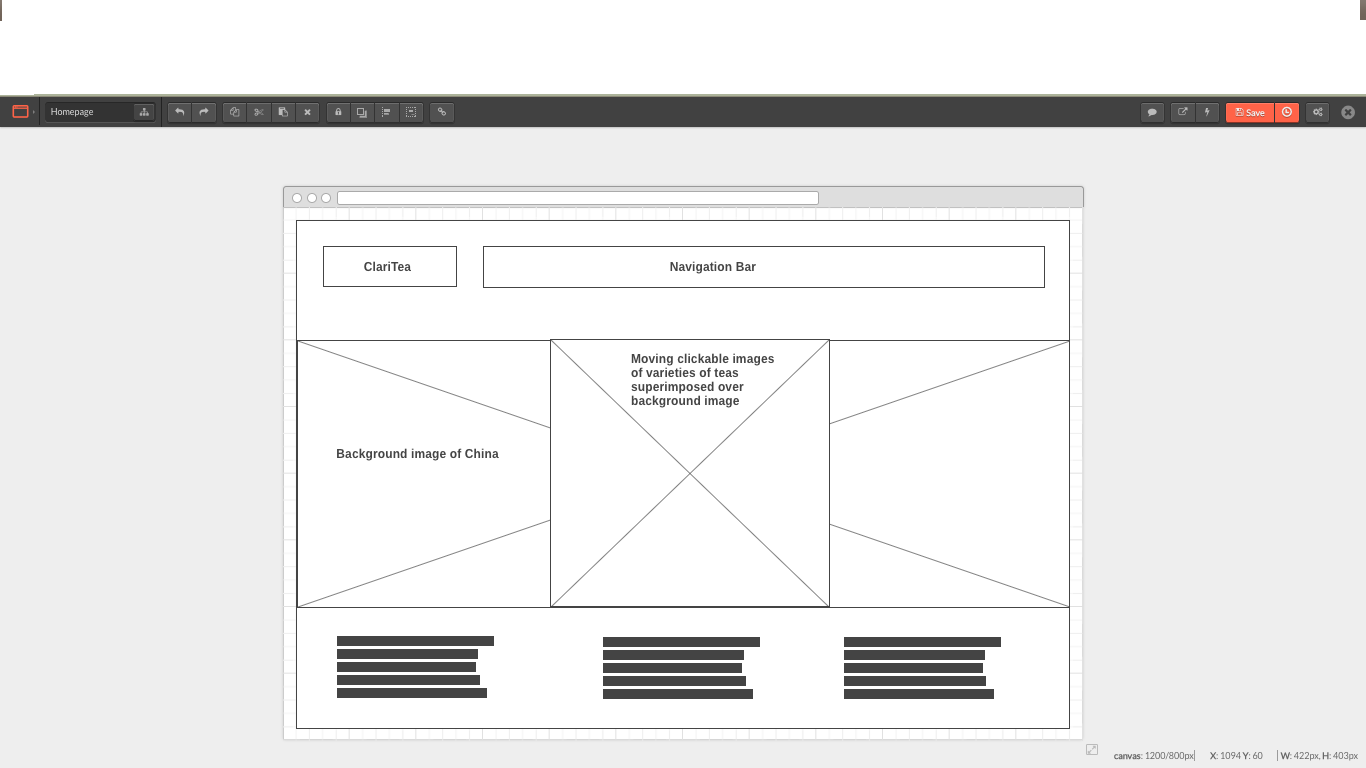 Homepage
Save
ClariTea
Navigation Bar
Moving clickable images
of varieties of teas
superimposed over
background image
Background image of China
canvas: 1200/800px
X: 1094 Y: 60
W: 422px, H: 403px